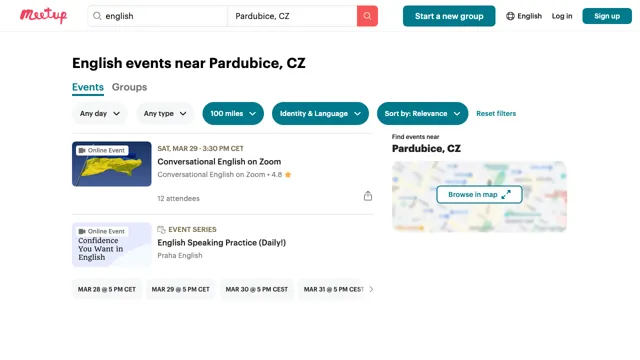 Meetup
english
Pardubice, CZ
Start a new group
English
Log in
Sign up
English events near Pardubice, CZ
Events
Groups
Any day
Any type
100 miles
Identity & Language
Sort by: Relevance
Reset filters
Online Event
SAT, MAR 29 · 3:30 PM CET
Conversational English on Zoom
Conversational English on Zoom • 4.8
12 attendees
Find events near
Pardubice, CZ
Browse in map
Online Event
Confidence
You Want in
English
EVENT SERIES
English Speaking Practice (Daily!)
Praha English
MAR 28 @ 5 PM CET
MAR 29 @ 5 PM CET
MAR 30 @ 5 PM CEST
MAR 31 @ 5 PM CEST